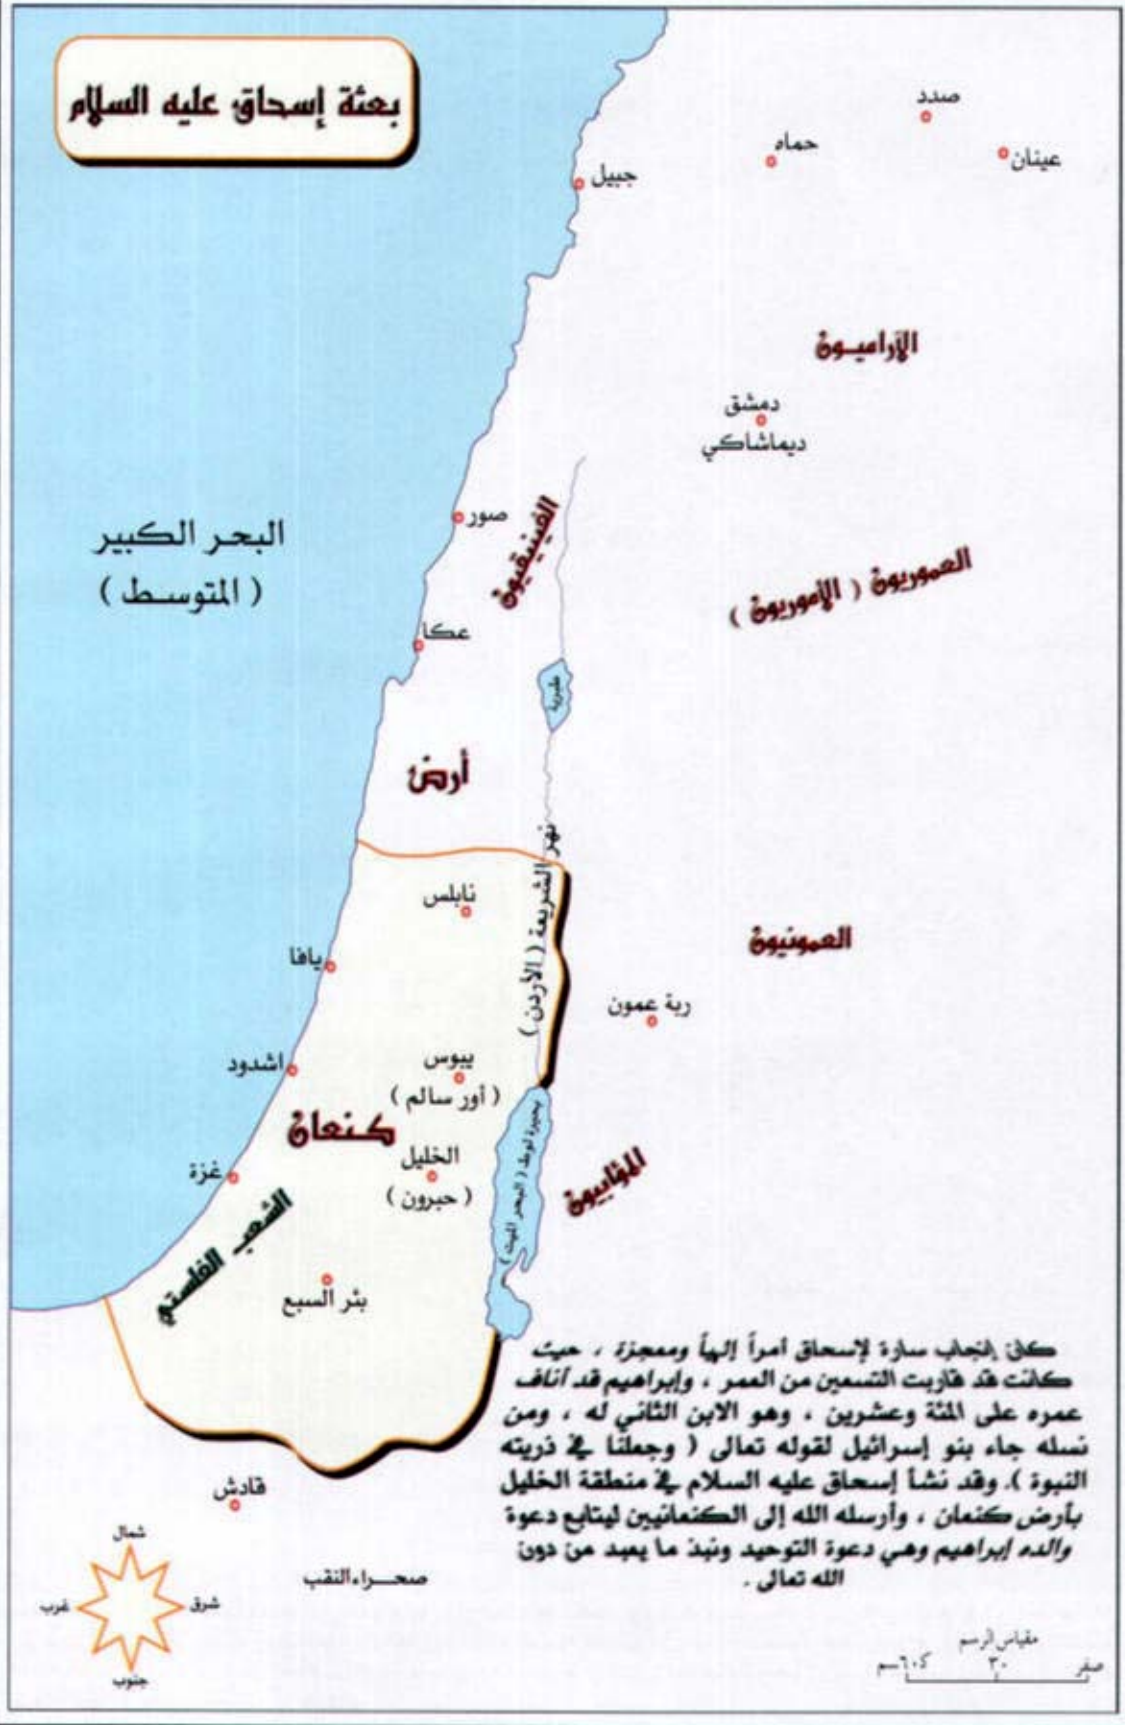 بعثة إسحاق عليه السلام
صدد
حماه
عينان
جبيل
الآراميون
دمشق
ديماشاكي
صور
الفينيقيون
البحر الكبير
( المتوسط )
العموريون ( الأموريون )
عكا
طبرية
أرض
نهر الشريعة ( الأردن )
نابلس
العمونيون
يافا
ربة عمون
اشدود
يبوس
( أور سالم )
كنعان
بحيرة لوط ( البحر الميت )
الخليل
( حبرون )
غزة
المؤابيون
الشعب الفلستي
بئر السبع
كان إنجاب سارة لإسحاق أمراً إلهياً ومعجزة ، حيث
كانت قد قاربت التسعين من العمر ، وإبراهيم قد أناف
عمره على المئة وعشرين ، وهو الابن الثاني له ، ومن
نسله جاء بنو إسرائيل لقوله تعالى ( وجعلنا في ذريته
النبوة ). وقد نشأ إسحاق عليه السلام في منطقة الخليل
بأرض كنعان ، وأرسله الله إلى الكنعانيين ليتابع دعوة
والده إبراهيم وهي دعوة التوحيد ونبذ ما يعبد من دون
الله تعالى .
قادش
صحراء النقب
شمال
شرق
غرب
جنوب
مقياس الرسم
صفر ٣٠ ٦٠كم